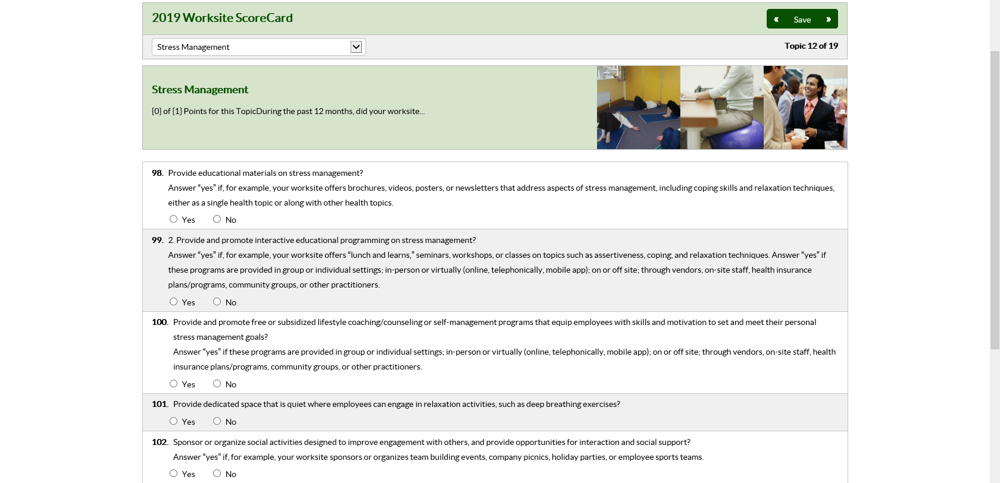 2019 Worksite ScoreCard
« Save »
Stress Management
Topic 12 of 19
Stress Management
{0} of {1} Points for this TopicDuring the past 12 months, did your worksite...
98. Provide educational materials on stress management?
Answer “yes” if, for example, your worksite offers brochures, videos, posters, or newsletters that address aspects of stress management, including coping skills and relaxation techniques,
either as a single health topic or along with other health topics.
Yes No
99. 2. Provide and promote interactive educational programming on stress management?
Answer “yes” if, for example, your worksite offers “lunch and learns,” seminars, workshops, or classes on topics such as assertiveness, coping, and relaxation techniques. Answer “yes” if
these programs are provided in group or individual settings; in-person or virtually (online, telephonically, mobile app); on or off site; through vendors, on-site staff, health insurance
plans/programs, community groups, or other practitioners.
Yes No
100. Provide and promote free or subsidized lifestyle coaching/counseling or self-management programs that equip employees with skills and motivation to set and meet their personal
stress management goals?
Answer “yes” if these programs are provided in group or individual settings; in-person or virtually (online, telephonically, mobile app); on or off site; through vendors, on-site staff, health
insurance plans/programs, community groups, or other practitioners.
Yes No
101. Provide dedicated space that is quiet where employees can engage in relaxation activities, such as deep breathing exercises?
Yes No
102. Sponsor or organize social activities designed to improve engagement with others, and provide opportunities for interaction and social support?
Answer “yes” if, for example, your worksite sponsors or organizes team building events, company picnics, holiday parties, or employee sports teams.
Yes No